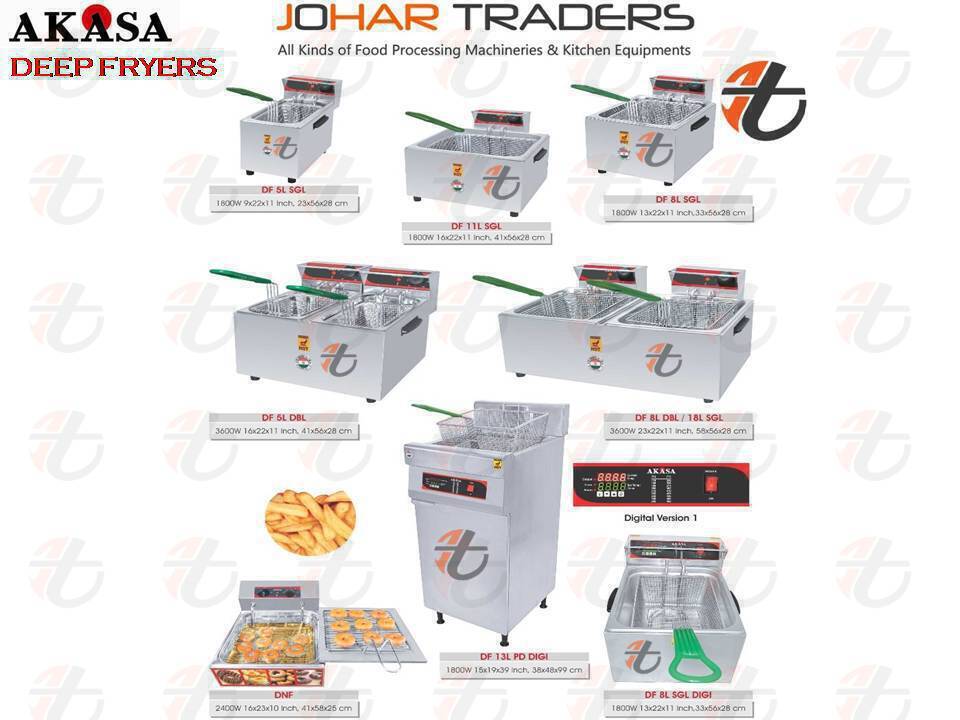 AKASA
DEEP FRYERS
JOHAR TRADERS
All Kinds of Food Processing Machineries & Kitchen Equipments
DF 5L SGL
1800W 9x22x11 Inch, 23x56x28 cm
DF 11L SGL
1800W 16x22x11 Inch, 41x56x28 cm
DF 8L SGL
1800W 13x22x11 Inch,33x56x28 cm
DF 5L DBL
3600W 16x22x11 Inch, 41x56x28 cm
DF 8L DBL / 18L SGL
3600W 23x22x11 Inch, 58x56x28 cm
AKASA
Digital Version 1
DNF
2400W 16x23x10 Inch, 41x58x25 cm
DF 13L PD DIGI
1800W 15x19x39 Inch, 38x48x99 cm
DF 8L SGL DIGI
1800W 13x22x11 Inch,33x56x28 cm